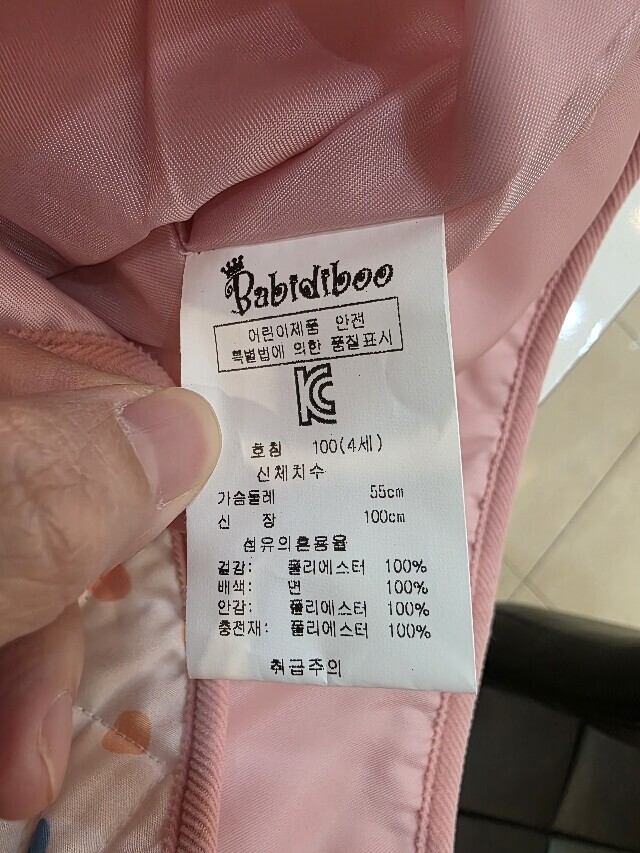 Babidiboo
어린이제품 안전
특별법에 의한 품질표시
KC
호칭 100(4세)
신체치수
가슴둘레 55cm
신 장 100cm
섬유의혼용율
겉감: 폴리에스터 100%
배색: 면 100%
안감: 폴리에스터 100%
충전재: 폴리에스터 100%
취급주의